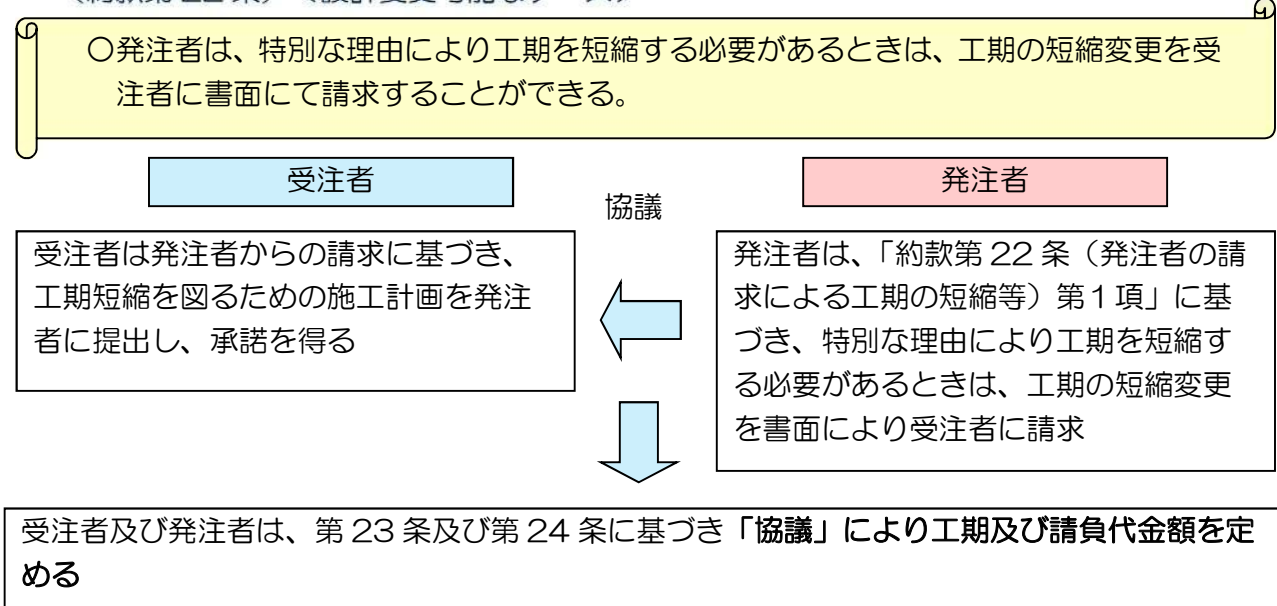 〇発注者は、特別な理由により工期を短縮する必要があるときは、工期の短縮変更を受
注者に書面にて請求することができる。
受注者
発注者
協議
受注者は発注者からの請求に基づき、
工期短縮を図るための施工計画を発注
者に提出し、承諾を得る
発注者は、「約款第 22 条（発注者の請
求による工期の短縮等）第１項」に基
づき、特別な理由により工期を短縮す
る必要があるときは、工期の短縮変更
を書面により受注者に請求
受注者及び発注者は、第 23 条及び第 24 条に基づき「協議」により工期及び請負代金額を定
める